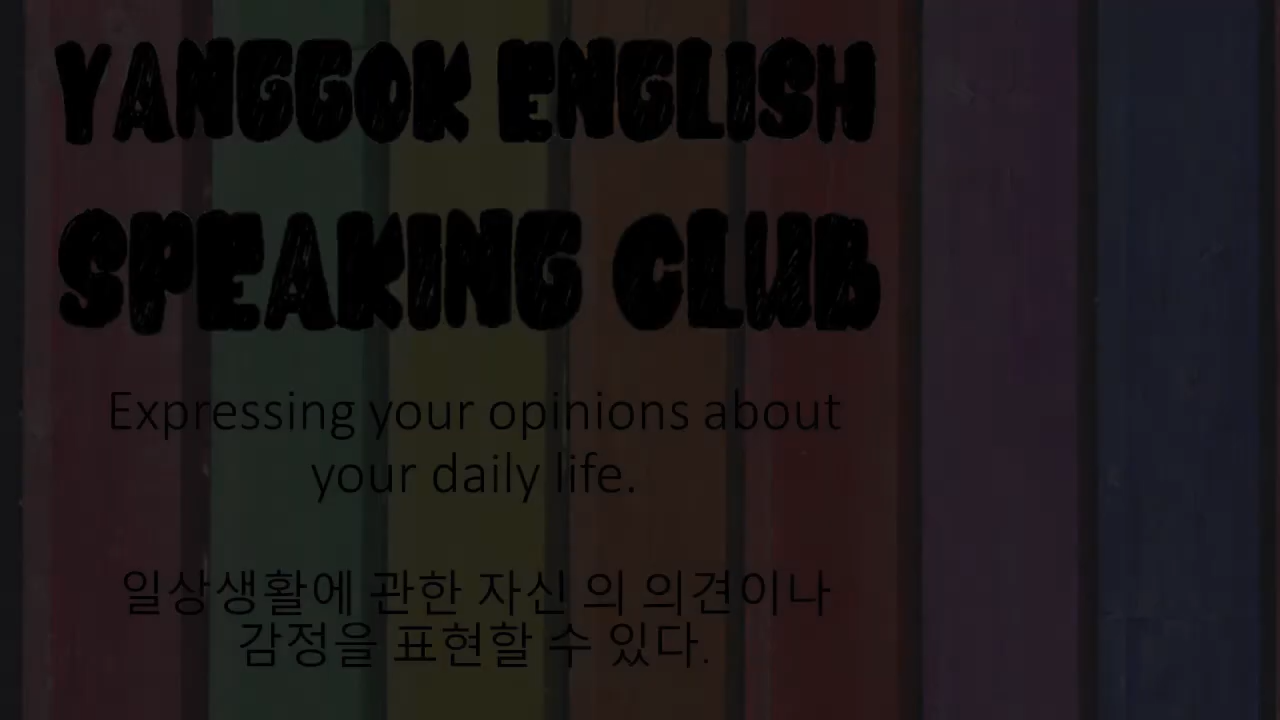 YANGGOK ENGLISH
SPEAKING CLUB
Expressing your opinions about
your daily life.
일상생활에 관한 자신 의 의견이나
감정을 표현할 수 있다.